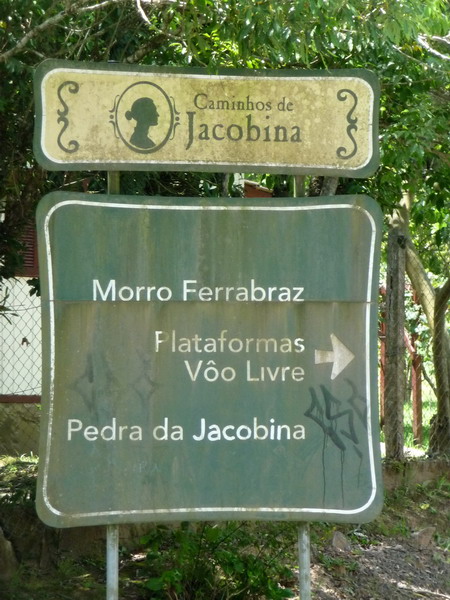 Caminhos de
Jacobina
Morro Ferrabraz
Plataformas
Vôo Livre
Pedra da Jacobina